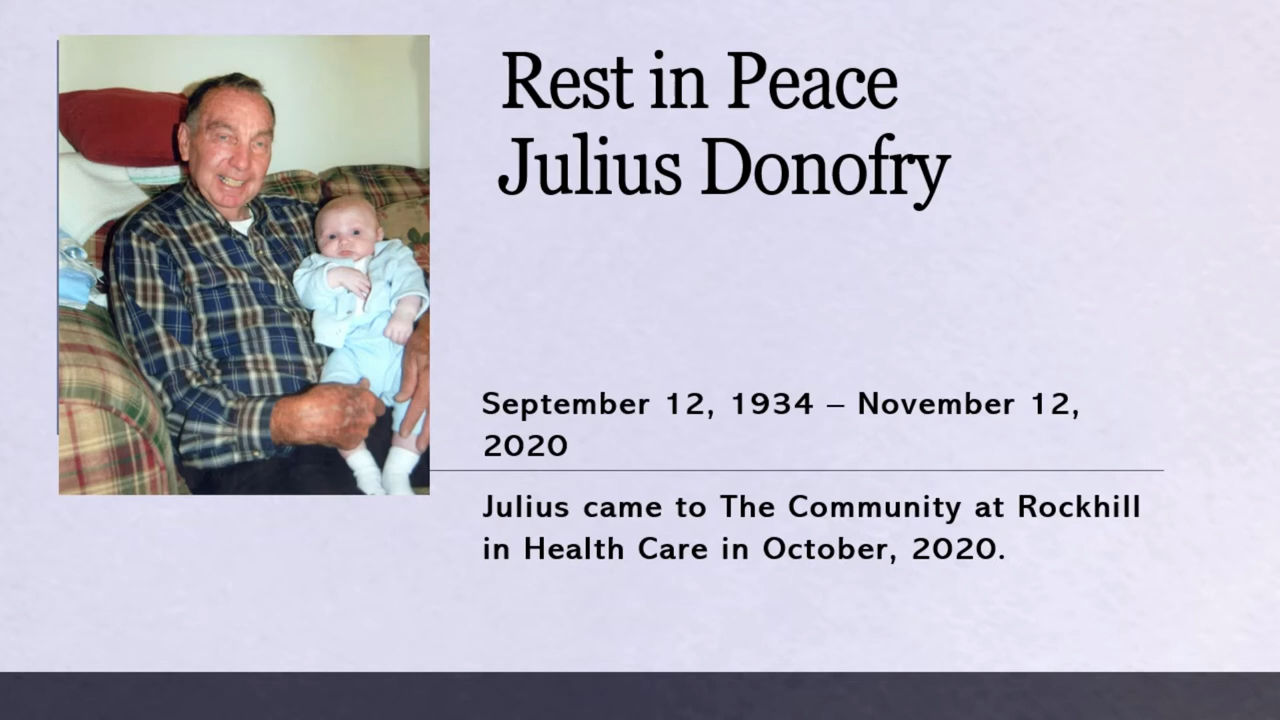 Rest in Peace
Julius Donofry
September 12, 1934 – November 12,
2020
Julius came to The Community at Rockhill
in Health Care in October, 2020.